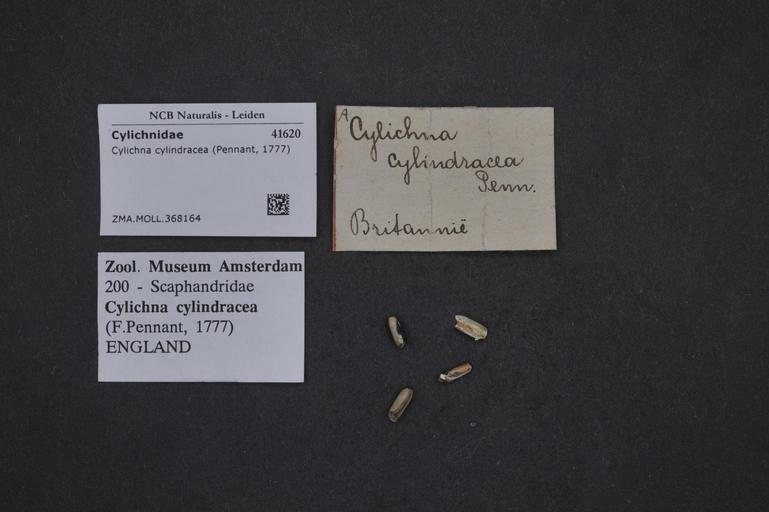 NCB Naturalis - Leiden
Cylichnidae 41620
Cylichna cylindracea (Pennant, 1777)
ZMA.MOLL.368164
A
Cylichna
cylindracea
Penn.
Britannië
Zool. Museum Amsterdam
200 - Scaphandridae
Cylichna cylindracea
(F.Pennant, 1777)
ENGLAND